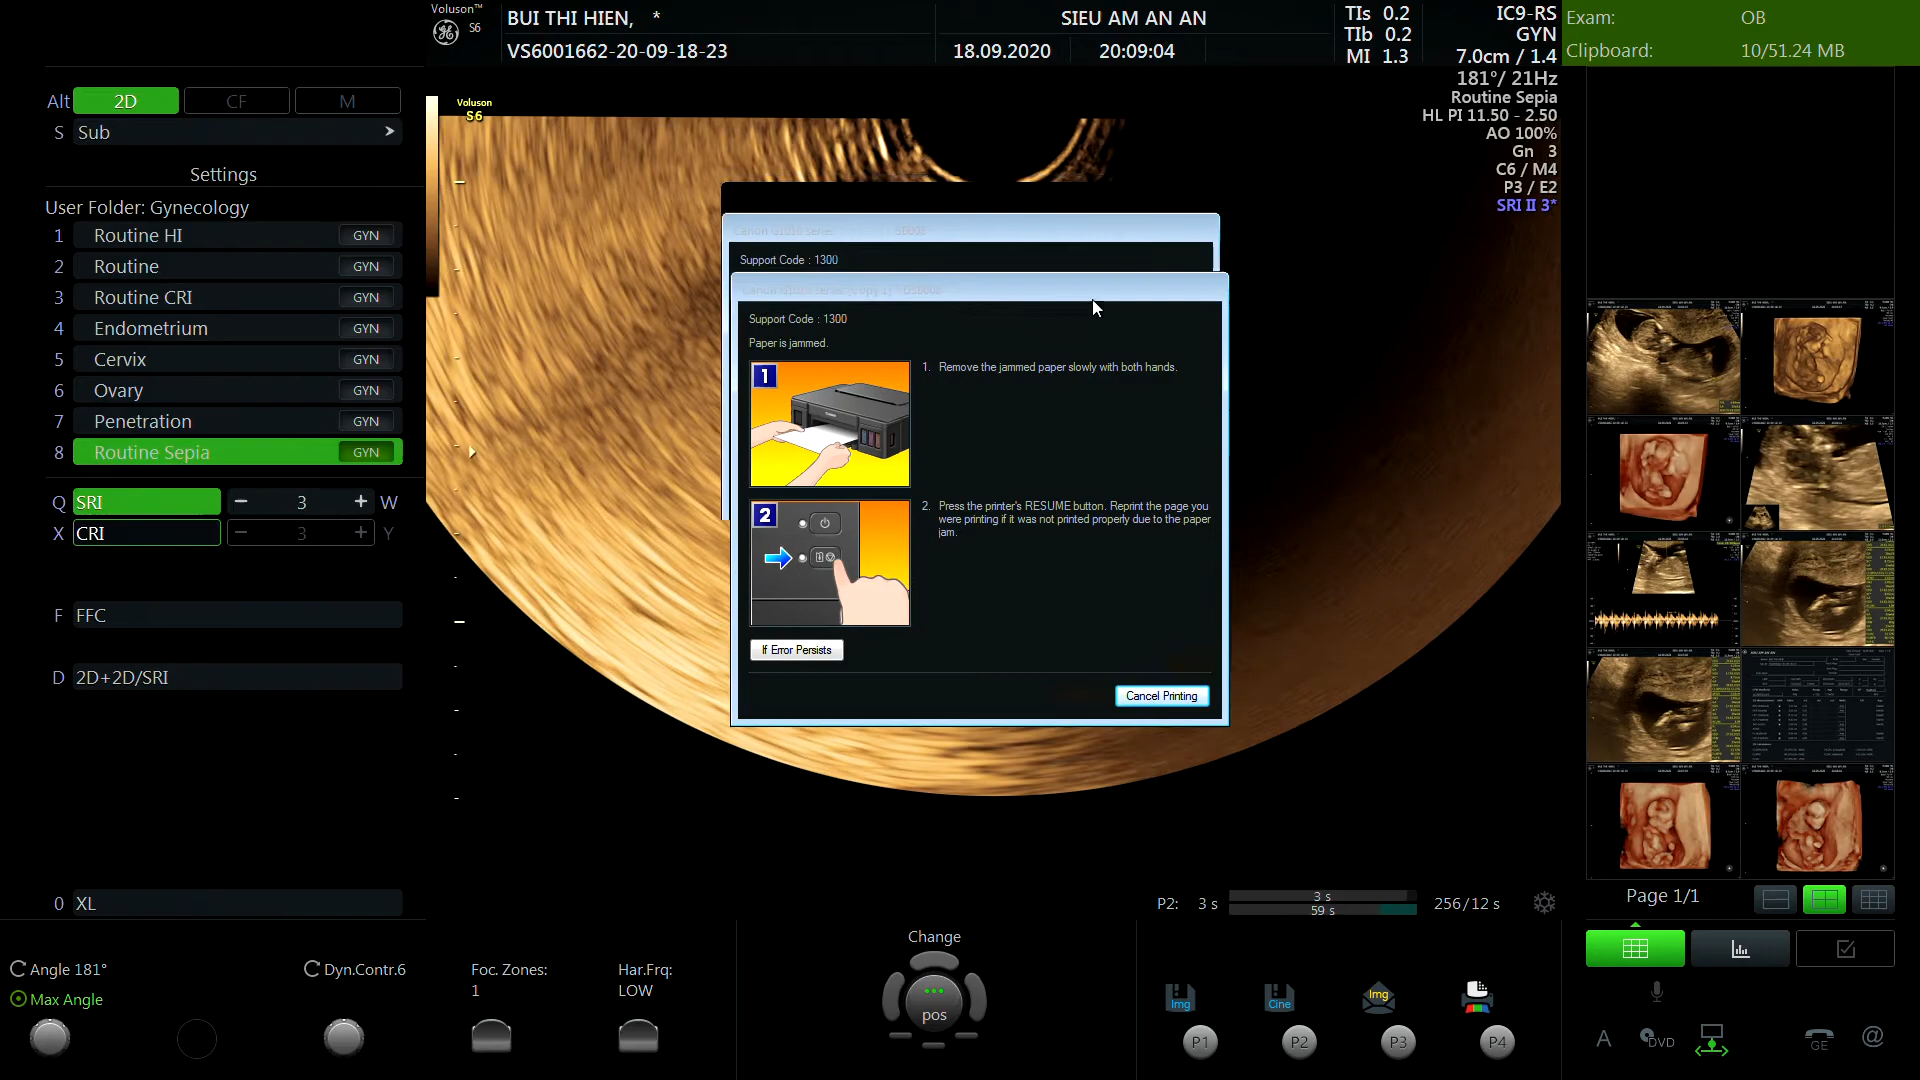 Voluson™
S6
BUI THI HIEN, *
VS6001662-20-09-18-23
SIEU AM AN AN
18.09.2020 20:09:04
TIs 0.2
TIb 0.2
MI 1.3
IC9-RS
GYN
7.0cm / 1.4
181°/ 21Hz
Routine Sepia
HL PI 11.50 - 2.50
AO 100%
Gn 3
C6 / M4
P3 / E2
SRI II 3*
Exam: OB
Clipboard: 10/51.24 MB
Alt 2D CF M
S Sub >
Settings
User Folder: Gynecology
1 Routine HI GYN
2 Routine GYN
3 Routine CRI GYN
4 Endometrium GYN
5 Cervix GYN
6 Ovary GYN
7 Penetration GYN
8 Routine Sepia GYN
Q SRI − 3 + W
X CRI − 3 + Y
F FFC
D 2D+2D/SRI
0 XL
Voluson
S6
Support Code : 1300
Support Code : 1300
Paper is jammed.
1
1. Remove the jammed paper slowly with both hands.
2
2. Press the printer's RESUME button. Reprint the page you
were printing if it was not printed properly due to the paper
jam.
If Error Persists
Cancel Printing
P2: 3 s 3 s 256/12 s
59 s
Page 1/1
Angle 181°
Max Angle
Dyn.Contr.6
Foc. Zones:
1
Har.Frq:
LOW
Change
pos
Img Cine Img
P1 P2 P3 P4
A DVD GE @